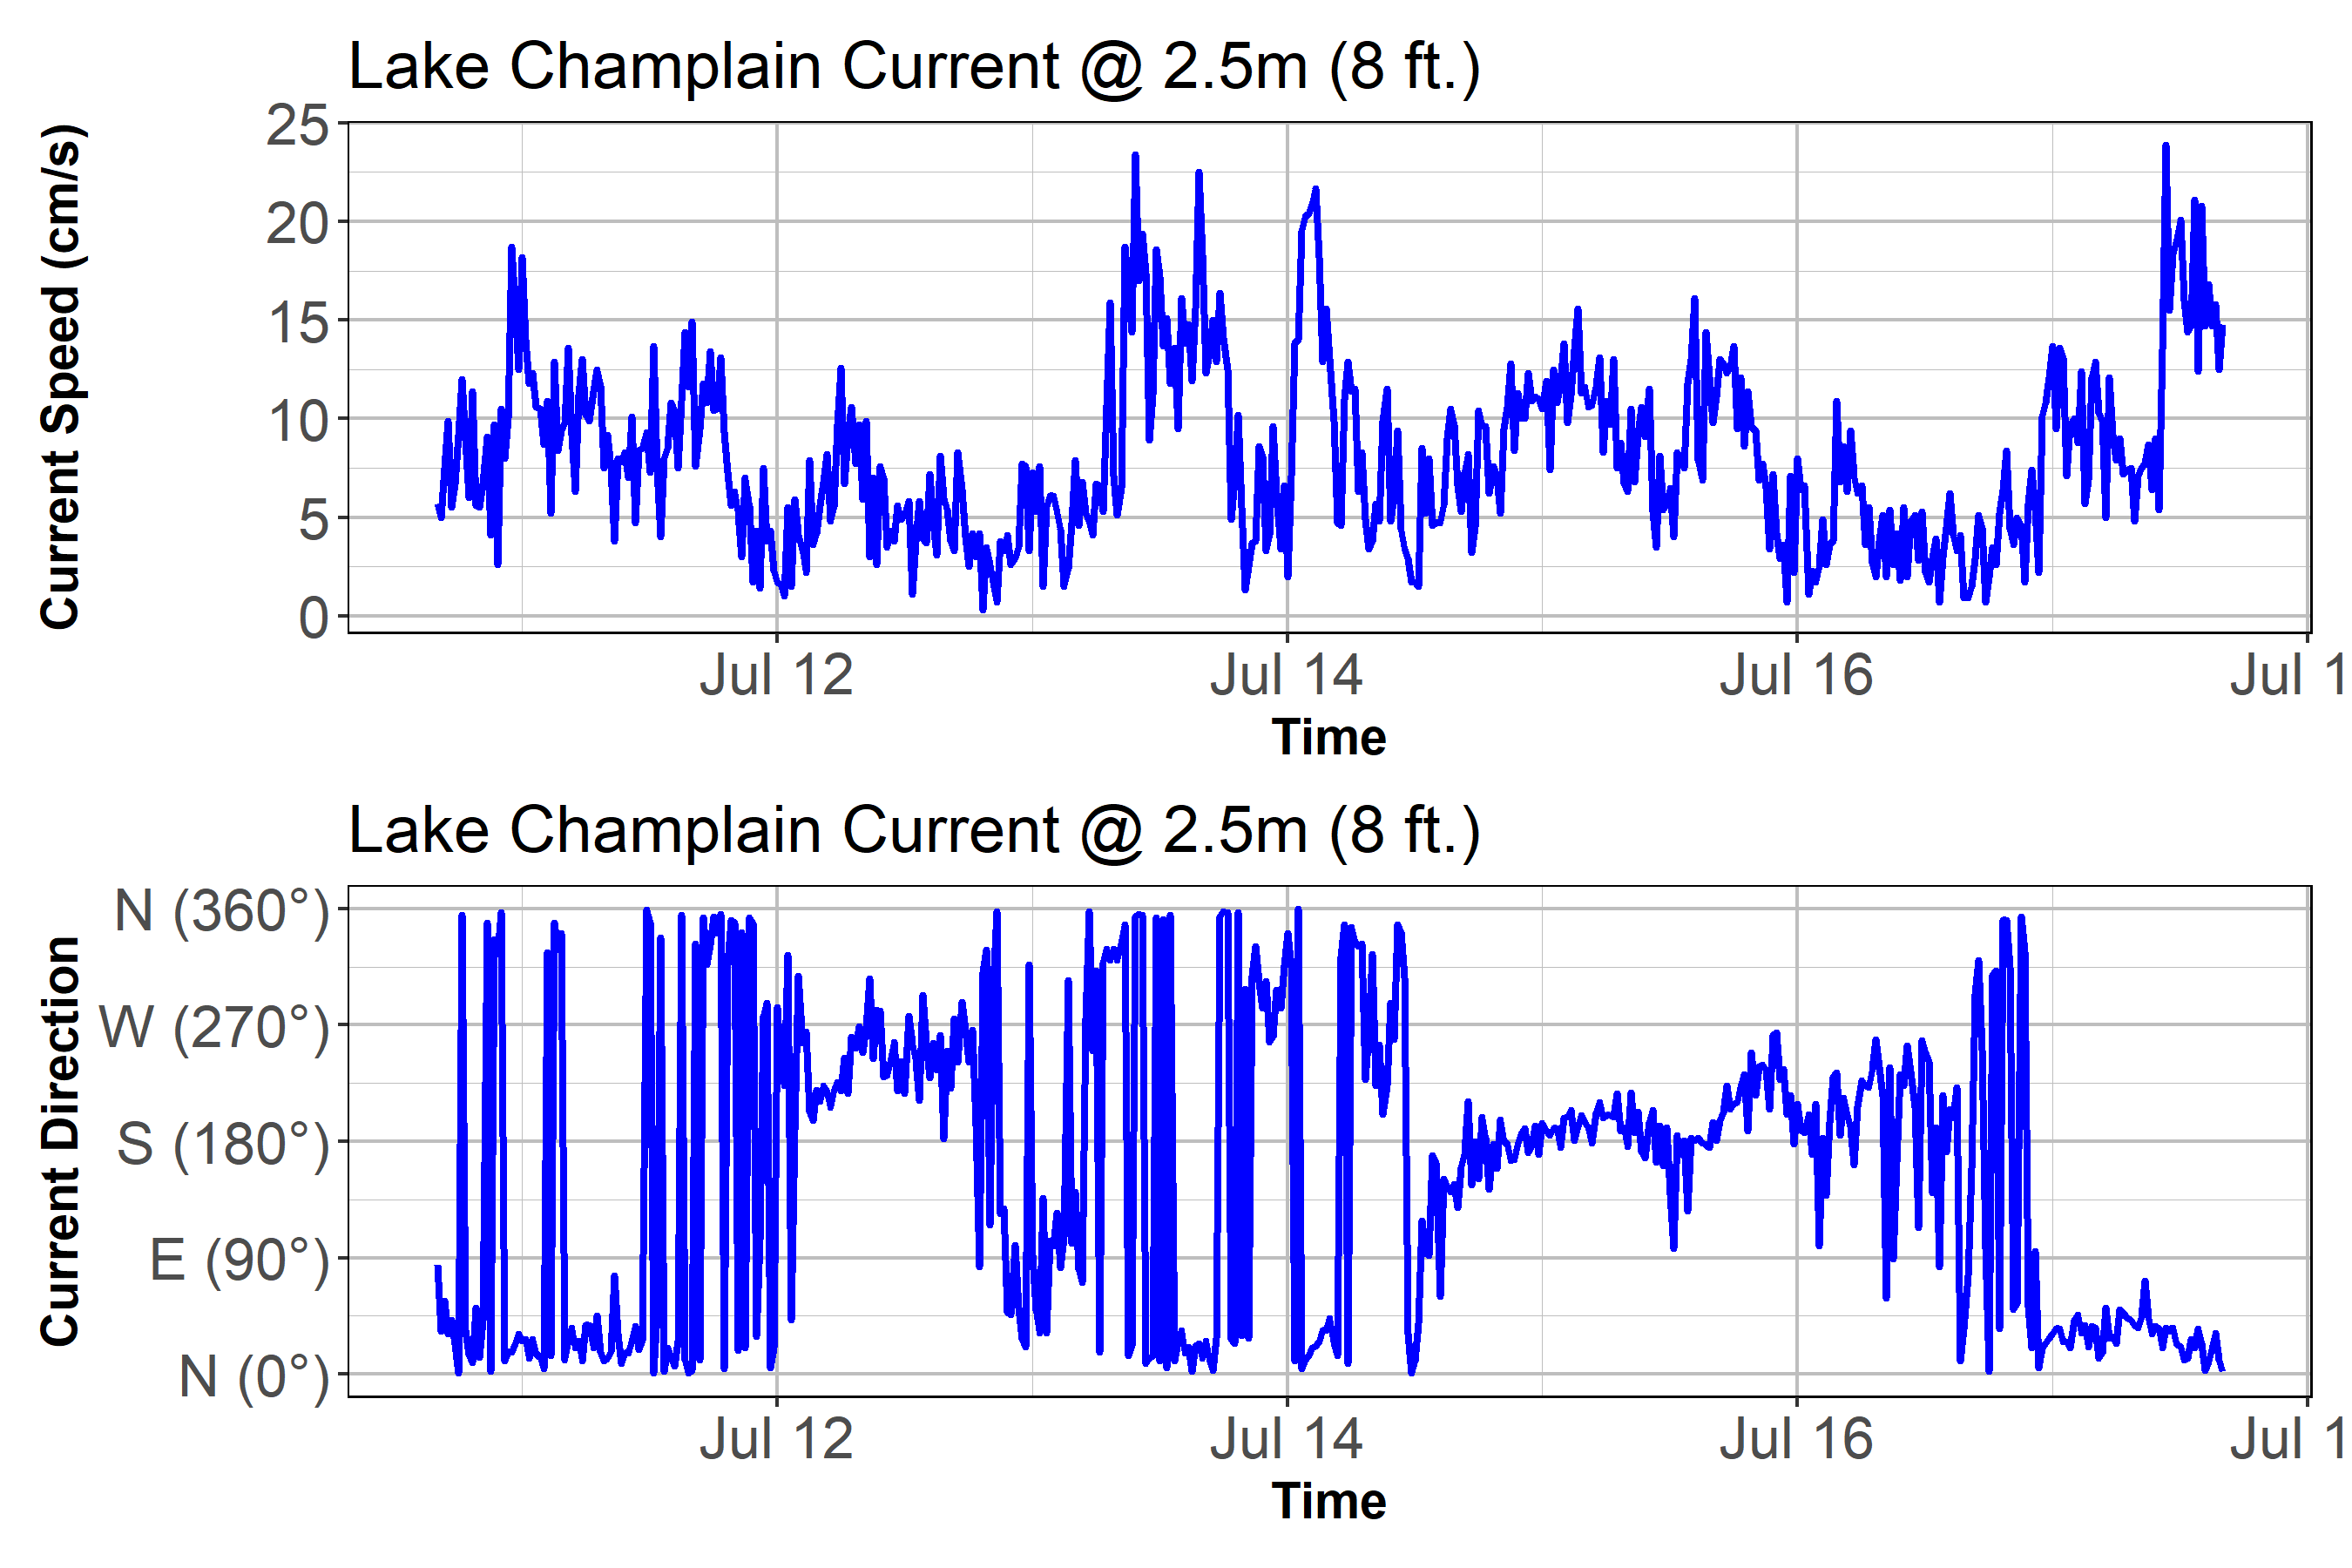 Lake Champlain Current @ 2.5m (8 ft.)
Current Speed (cm/s)
25
20
15
10
5
0
Jul 12 Jul 14 Jul 16 Jul 1
Time
Lake Champlain Current @ 2.5m (8 ft.)
Current Direction
N (360°)
W (270°)
S (180°)
E (90°)
N (0°)
Jul 12 Jul 14 Jul 16 Jul 1
Time